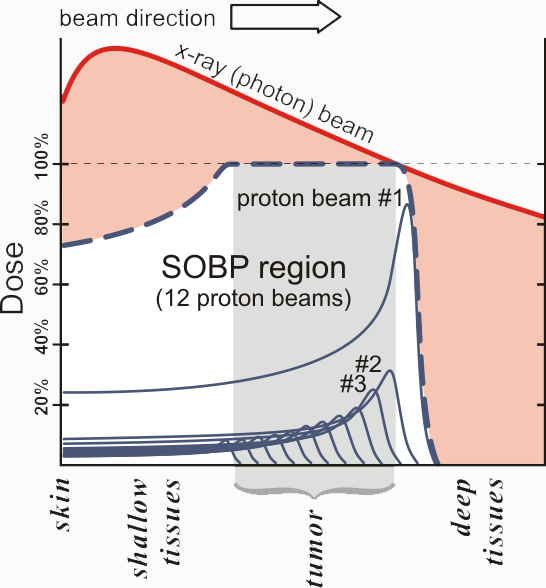 beam direction
x-ray (photon) beam
100%
80%
60%
40%
20%
Dose
proton beam #1
SOBP region
(12 proton beams)
#2
#3
skin
shallow
tissues
tumor
deep
tissues